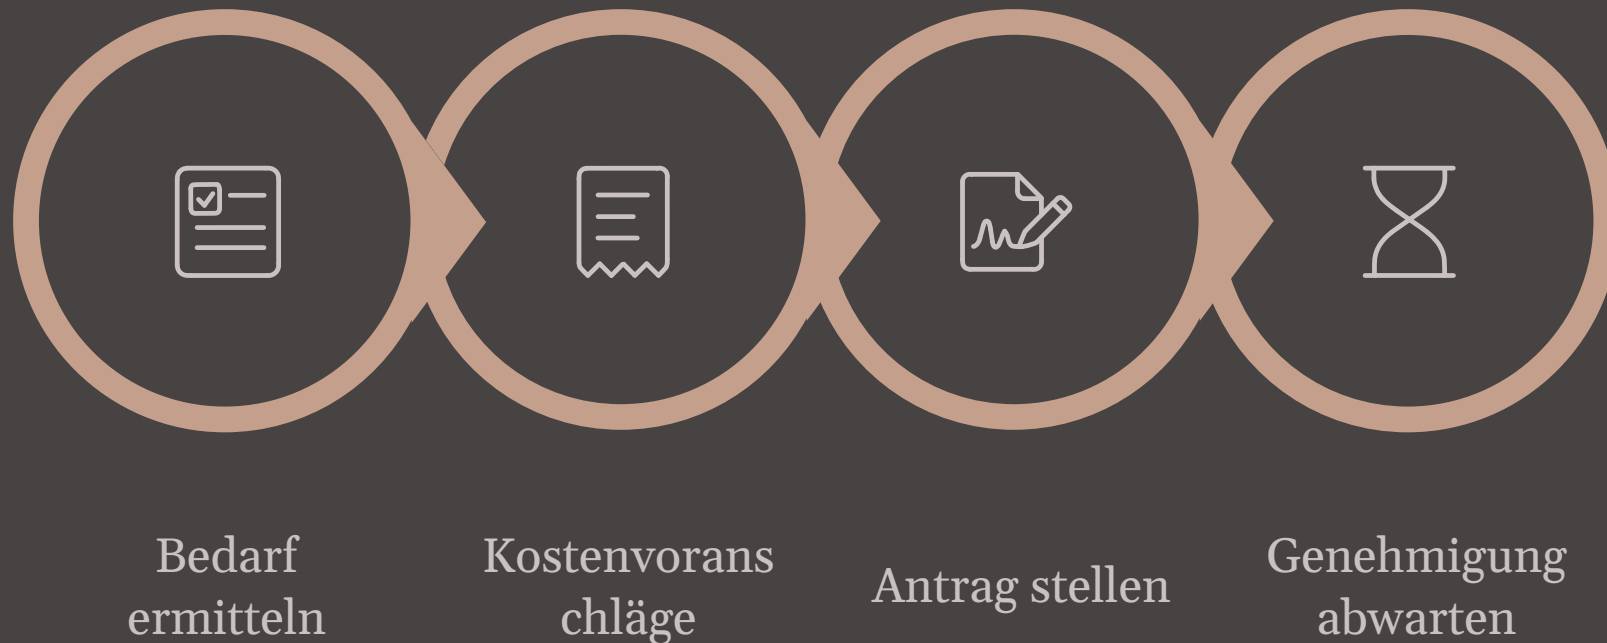 Bedarf
ermitteln
Kostenvorans
chläge
Antrag stellen
Genehmigung
abwarten